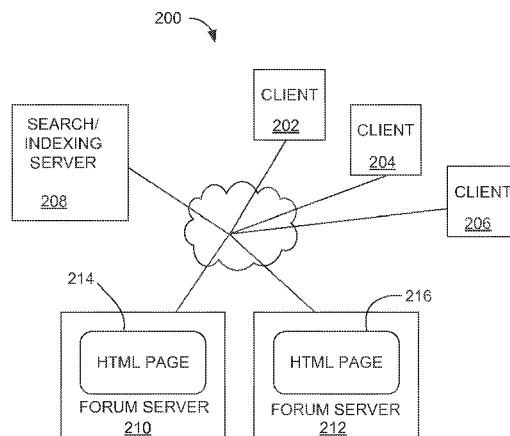 200
CLIENT
202
SEARCH/
INDEXING
SERVER
208
CLIENT
204
CLIENT
206
214
216
HTML PAGE
FORUM SERVER
210
HTML PAGE
FORUM SERVER
212